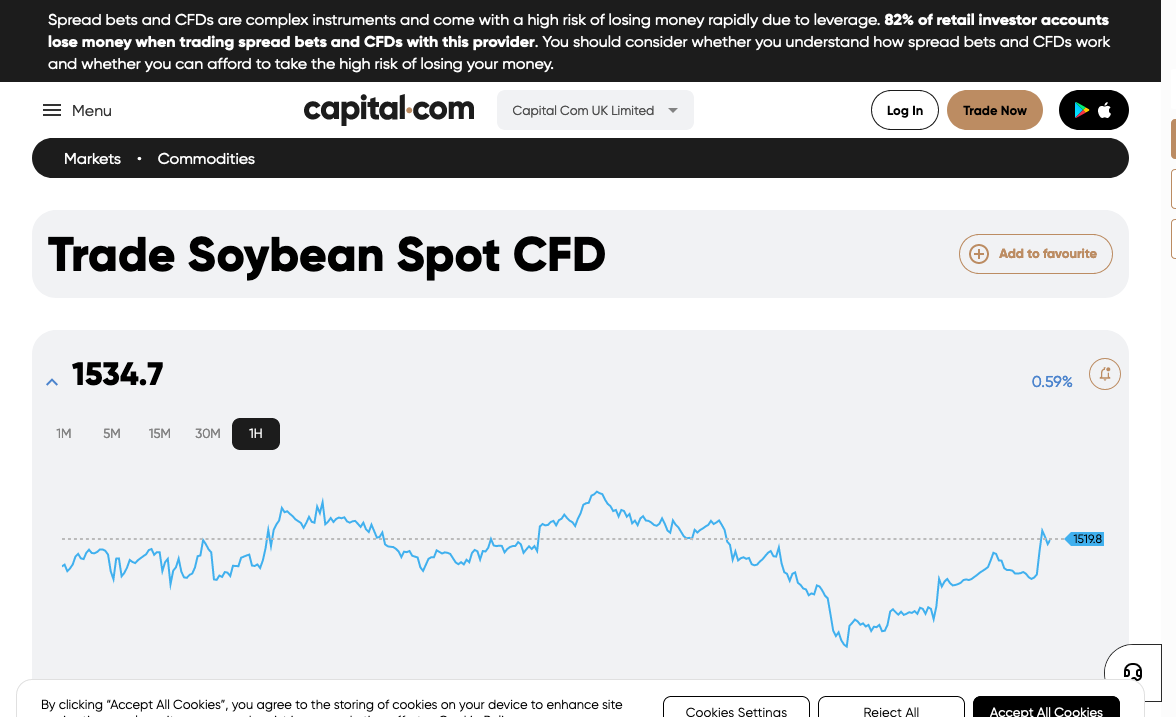 Spread bets and CFDs are complex instruments and come with a high risk of losing money rapidly due to leverage. 82% of retail investor accounts
lose money when trading spread bets and CFDs with this provider. You should consider whether you understand how spread bets and CFDs work
and whether you can afford to take the high risk of losing your money.
Menu
capital.com
Capital Com UK Limited
Log In
Trade Now
Markets • Commodities
Trade Soybean Spot CFD
Add to favourite
1534.7
0.59%
1M 5M 15M 30M 1H
1519.8
By clicking “Accept All Cookies”, you agree to the storing of cookies on your device to enhance site
Cookies Settings
Reject All
Accept All Cookies